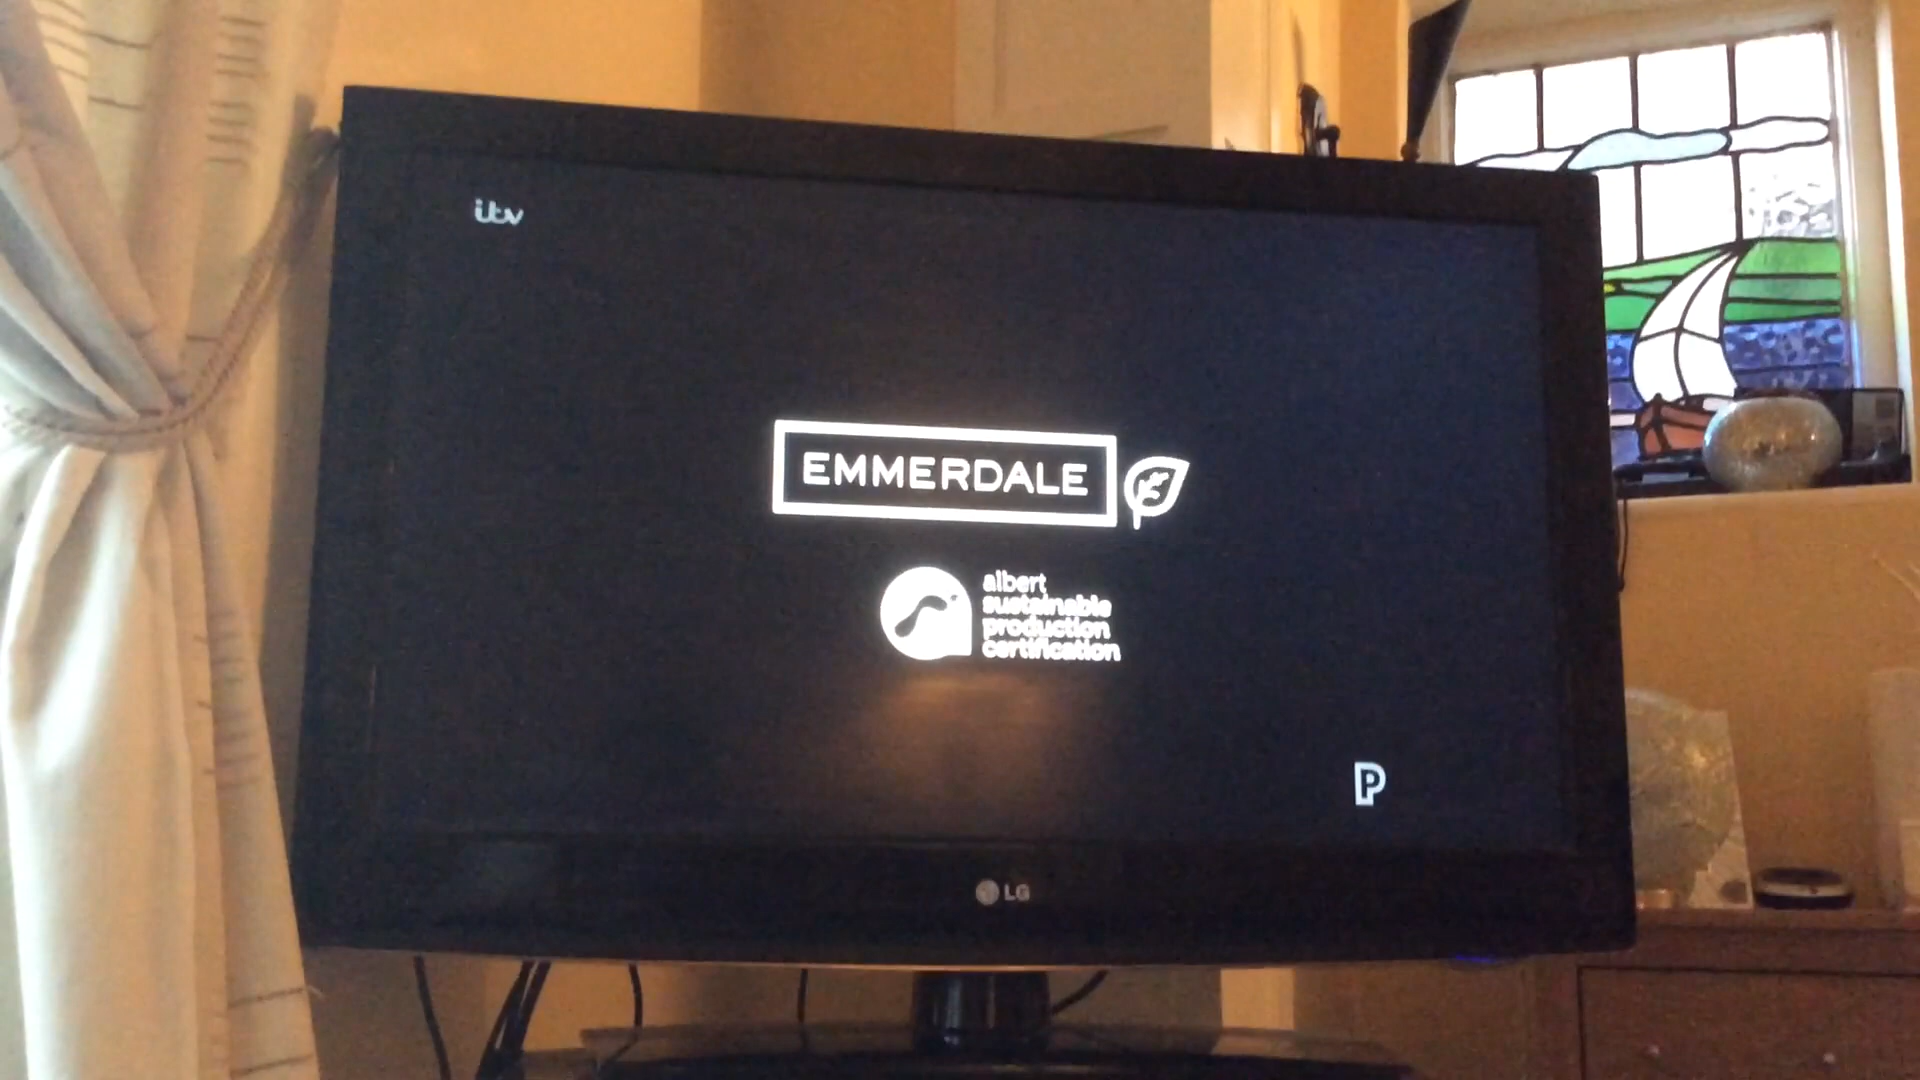 itv
EMMERDALE
albert
sustainable
production
certification
P
LG